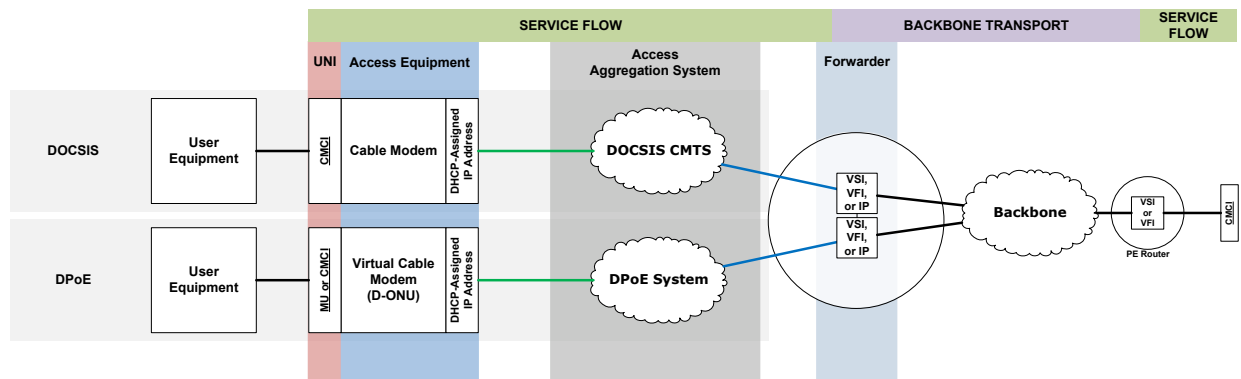 SERVICE FLOW
BACKBONE TRANSPORT
SERVICE
FLOW
UNI
Access Equipment
Access
Aggregation System
Forwarder
DOCSIS
User
Equipment
CMCI
Cable Modem
DHCP-Assigned
IP Address
DOCSIS CMTS
VSI,
VFI,
or IP
DPoE
User
Equipment
MU or CMCI
Virtual Cable
Modem
(D-ONU)
DHCP-Assigned
IP Address
DPoE System
VSI,
VFI,
or IP
Backbone
VSI
or
VFI
PE Router
CMCI